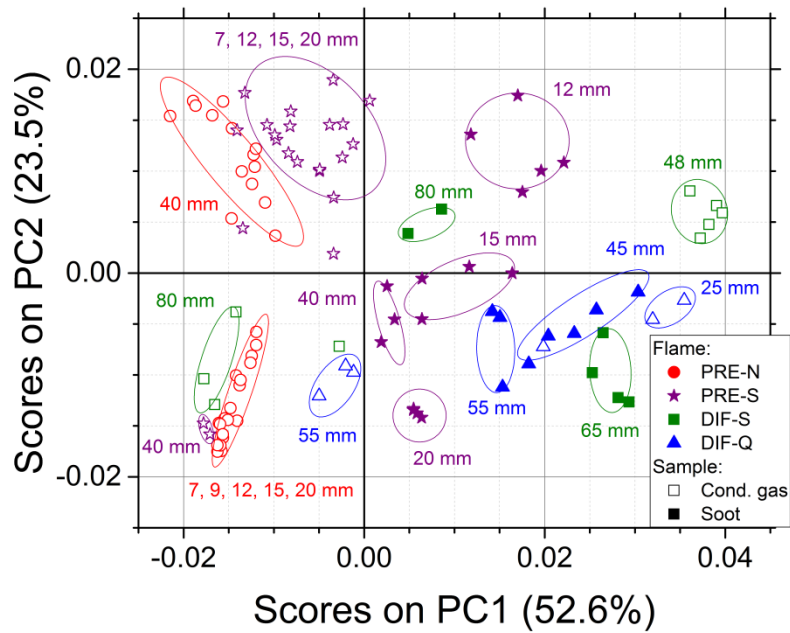 7, 12, 15, 20 mm
12 mm
48 mm
40 mm
80 mm
15 mm
45 mm
80 mm
40 mm
25 mm
55 mm
55 mm
65 mm
40 mm
20 mm
7, 9, 12, 15, 20 mm
Flame:
PRE-N
PRE-S
DIF-S
DIF-Q
Sample:
Cond. gas
Soot
0.02
0.00
-0.02
-0.02
0.00
0.02
0.04
Scores on PC1 (52.6%)
Scores on PC2 (23.5%)